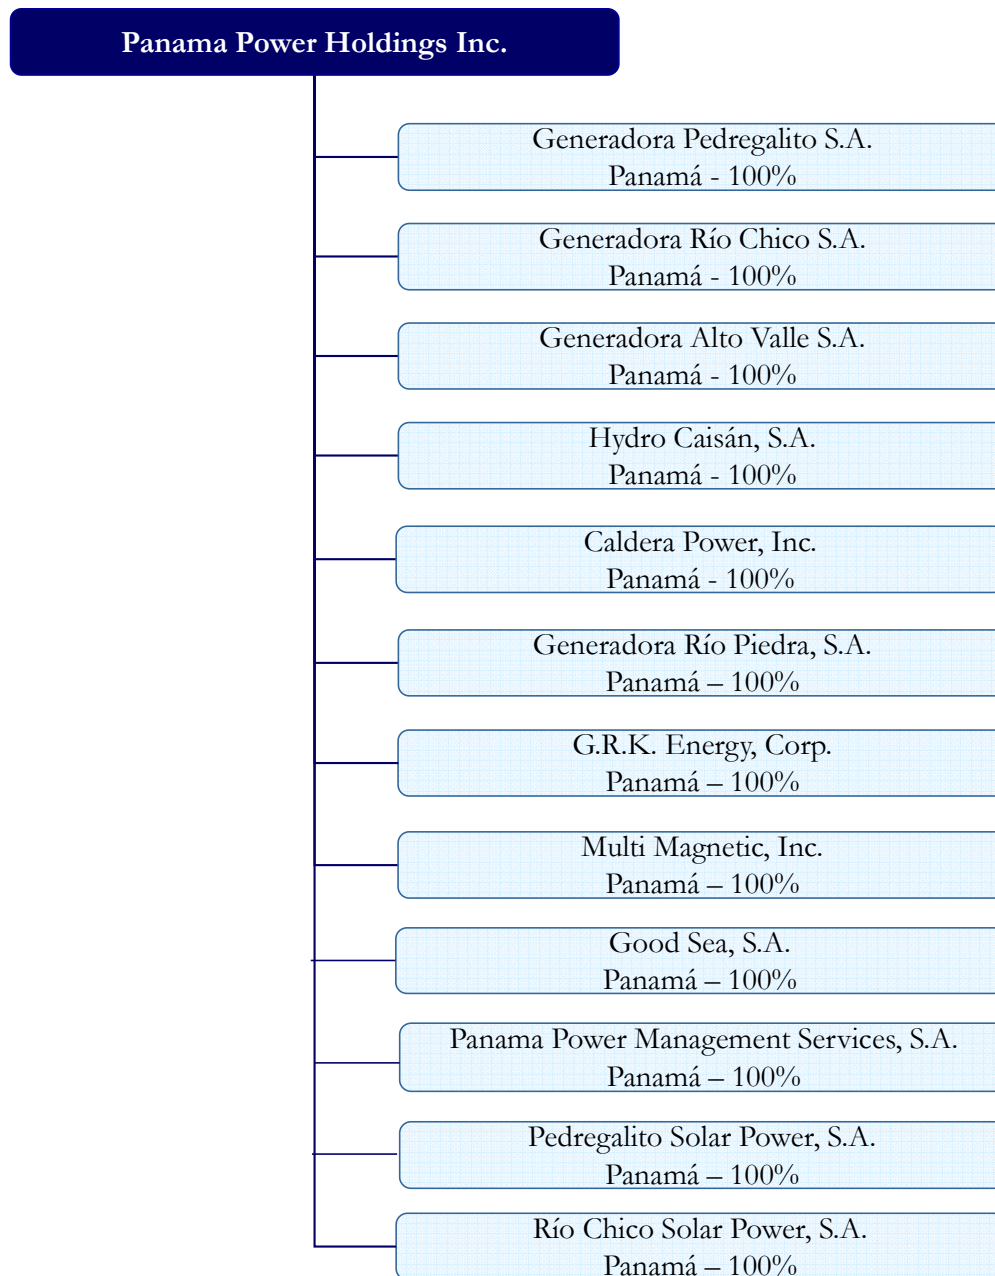 Panama Power Holdings Inc.
Generadora Pedregalito S.A.
Panamá - 100%
Generadora Río Chico S.A.
Panamá - 100%
Generadora Alto Valle S.A.
Panamá - 100%
Hydro Caisán, S.A.
Panamá - 100%
Caldera Power, Inc.
Panamá - 100%
Generadora Río Piedra, S.A.
Panamá – 100%
G.R.K. Energy, Corp.
Panamá – 100%
Multi Magnetic, Inc.
Panamá – 100%
Good Sea, S.A.
Panamá – 100%
Panama Power Management Services, S.A.
Panamá – 100%
Pedregalito Solar Power, S.A.
Panamá – 100%
Río Chico Solar Power, S.A.
Panamá – 100%